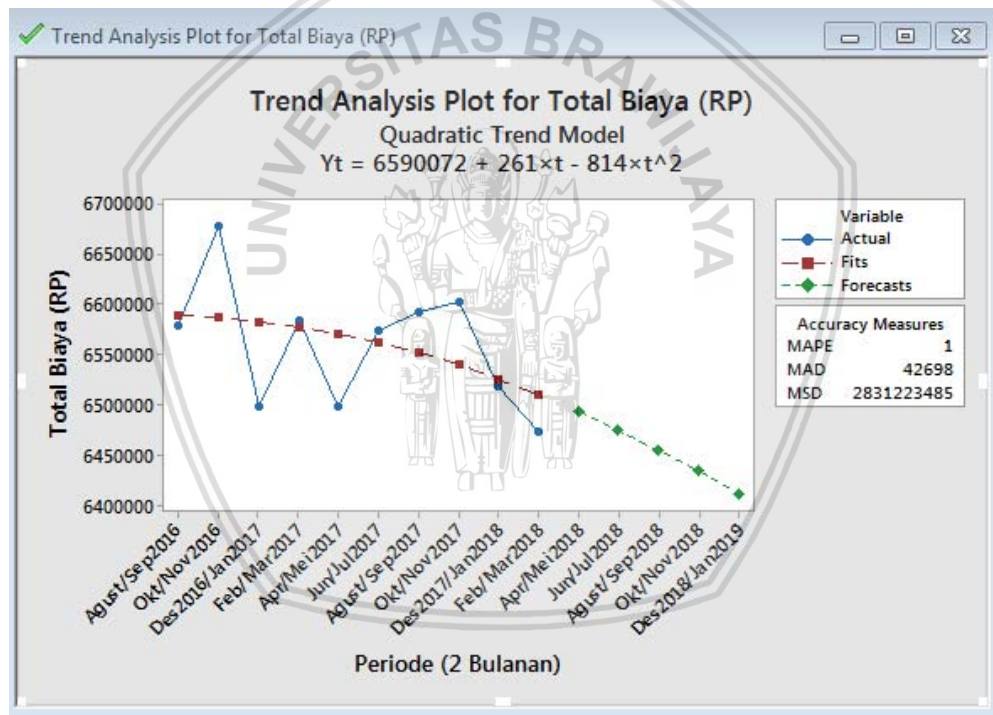 Trend Analysis Plot for Total Biaya (RP)
UNIVERSITAS BRAWIJAYA
Trend Analysis Plot for Total Biaya (RP)
Quadratic Trend Model
Yt = 6590072 + 261×t - 814×t^2
Total Biaya (RP)
6700000
6650000
6600000
6550000
6500000
6450000
6400000
Agust/Sep2016
Okt/Nov2016
Des2016/Jan2017
Feb/Mar2017
Apr/Mei2017
Jun/Jul2017
Agust/Sep2017
Okt/Nov2017
Des2017/Jan2018
Feb/Mar2018
Apr/Mei2018
Jun/Jul2018
Agust/Sep2018
Okt/Nov2018
Des2018/Jan2019
Periode (2 Bulanan)
Variable
Actual
Fits
Forecasts
Accuracy Measures
MAPE 1
MAD 42698
MSD 2831223485